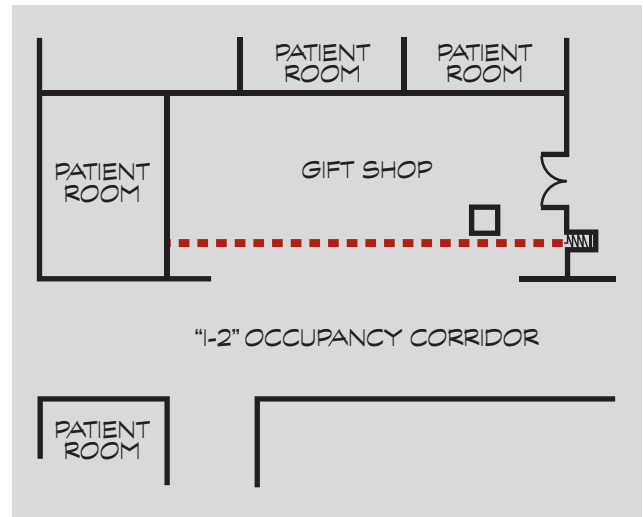 PATIENT
ROOM
PATIENT
ROOM
PATIENT
ROOM
GIFT SHOP
“I-2” OCCUPANCY CORRIDOR
PATIENT
ROOM